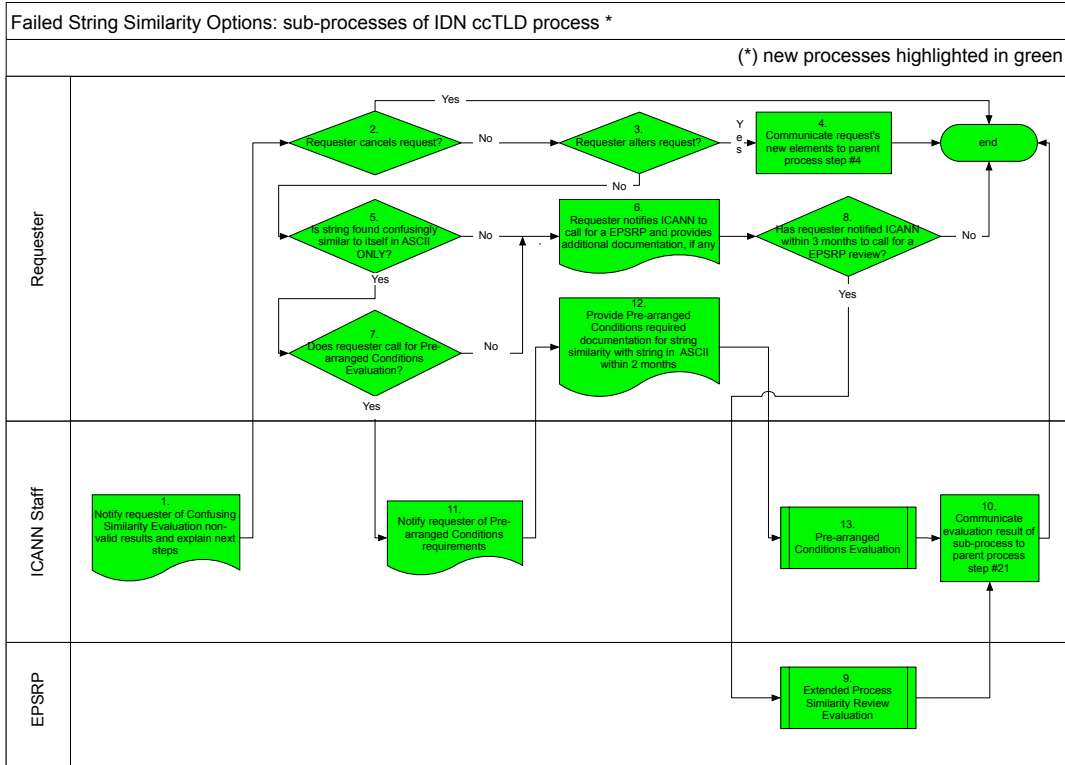 Failed String Similarity Options: sub-processes of IDN ccTLD process *
(*) new processes highlighted in green
Requester
Yes
2.
Requester cancels request?
No
3.
Requester alters request?
Y
e
s
4.
Communicate request's
new elements to parent
process step #4
end
No
5.
Is string found confusingly
similar to itself in ASCII
ONLY?
No
6.
Requester notifies ICANN to
call for a EPSRP and provides
additional documentation, if any
8.
Has requester notified ICANN
within 3 months to call for a
EPSRP review?
No
Yes
Yes
7.
Does requester call for Pre-
arranged Conditions
Evaluation?
No
12.
Provide Pre-arranged
Conditions required
documentation for string
similarity with string in ASCII
within 2 months
Yes
ICANN Staff
1.
Notify requester of Confusing
Similarity Evaluation non-
valid results and explain next
steps
11.
Notify requester of Pre-
arranged Conditions
requirements
13.
Pre-arranged
Conditions Evaluation
10.
Communicate
evaluation result of
sub-process to
parent process
step #21
EPSRP
9.
Extended Process
Similarity Review
Evaluation